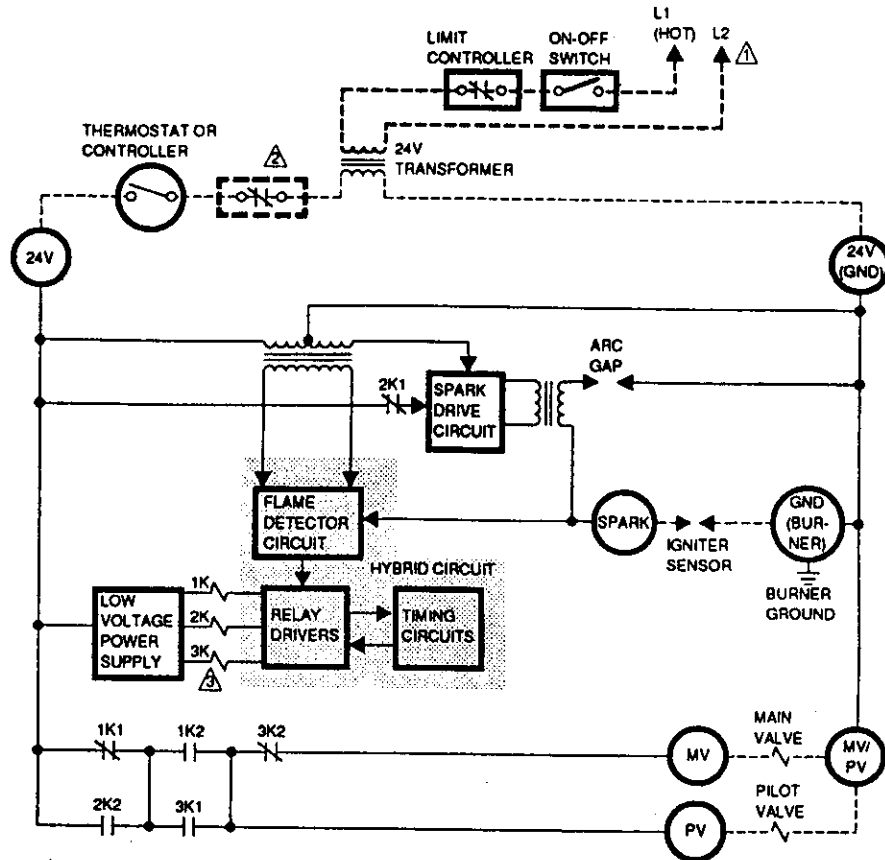 L1
(HOT)
L2
1
LIMIT
CONTROLLER
ON-OFF
SWITCH
THERMOSTAT OR
CONTROLLER
2
24V
TRANSFORMER
24V
24V
(GND)
ARC
GAP
2K1
SPARK
DRIVE
CIRCUIT
FLAME
DETECTOR
CIRCUIT
SPARK
IGNITER
SENSOR
GND
(BUR-
NER)
BURNER
GROUND
HYBRID CIRCUIT
1K
2K
3K
3
LOW
VOLTAGE
POWER
SUPPLY
RELAY
DRIVERS
TIMING
CIRCUITS
1K1
1K2
3K2
MV
MAIN
VALVE
MV/
PV
2K2
3K1
PV
PILOT
VALVE